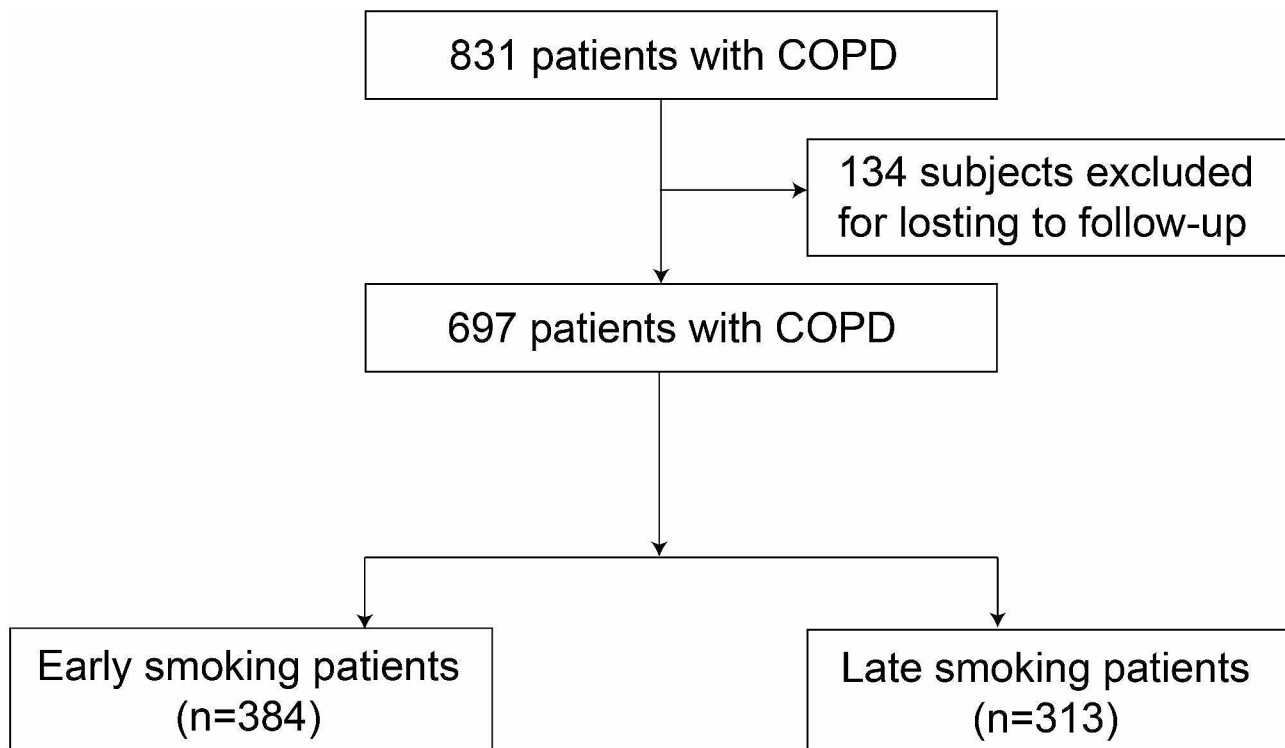 831 patients with COPD
134 subjects excluded
for losting to follow-up
697 patients with COPD
Early smoking patients
(n=384)
Late smoking patients
(n=313)